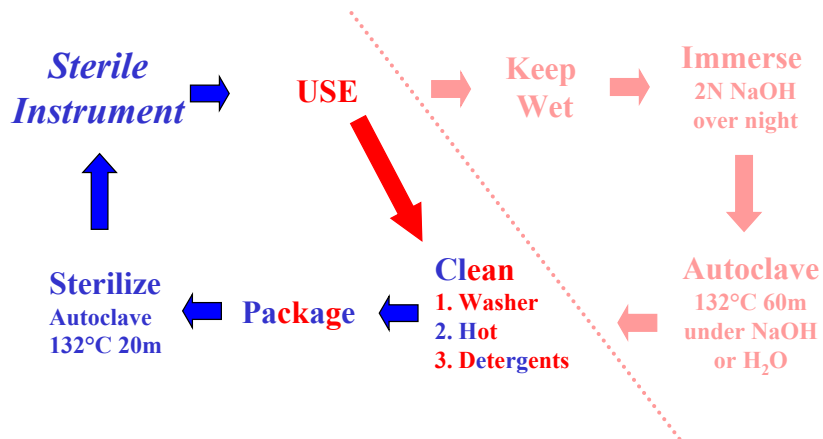 Sterile
Instrument
USE
Keep
Wet
Immerse
2N NaOH
over night
Sterilize
Autoclave
132°C 20m
Package
Clean
1. Washer
2. Hot
3. Detergents
Autoclave
132°C 60m
under NaOH
or H₂O